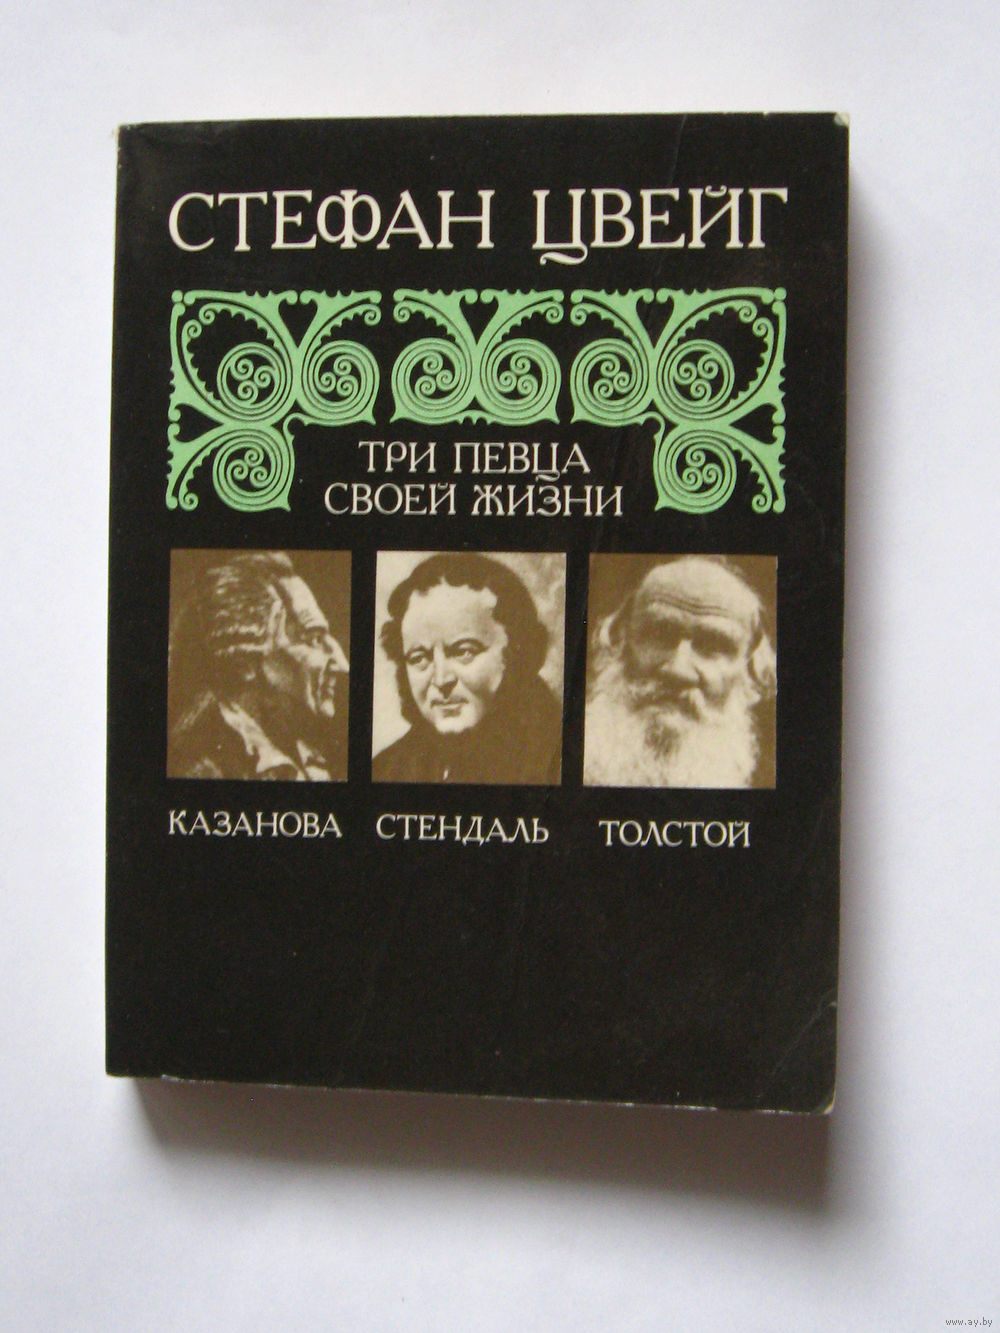 СТЕФАН ЦВЕЙГ
ТРИ ПЕВЦА
СВОЕЙ ЖИЗНИ
КАЗАНОВА СТЕНДАЛЬ ТОЛСТОЙ
www.ay.by